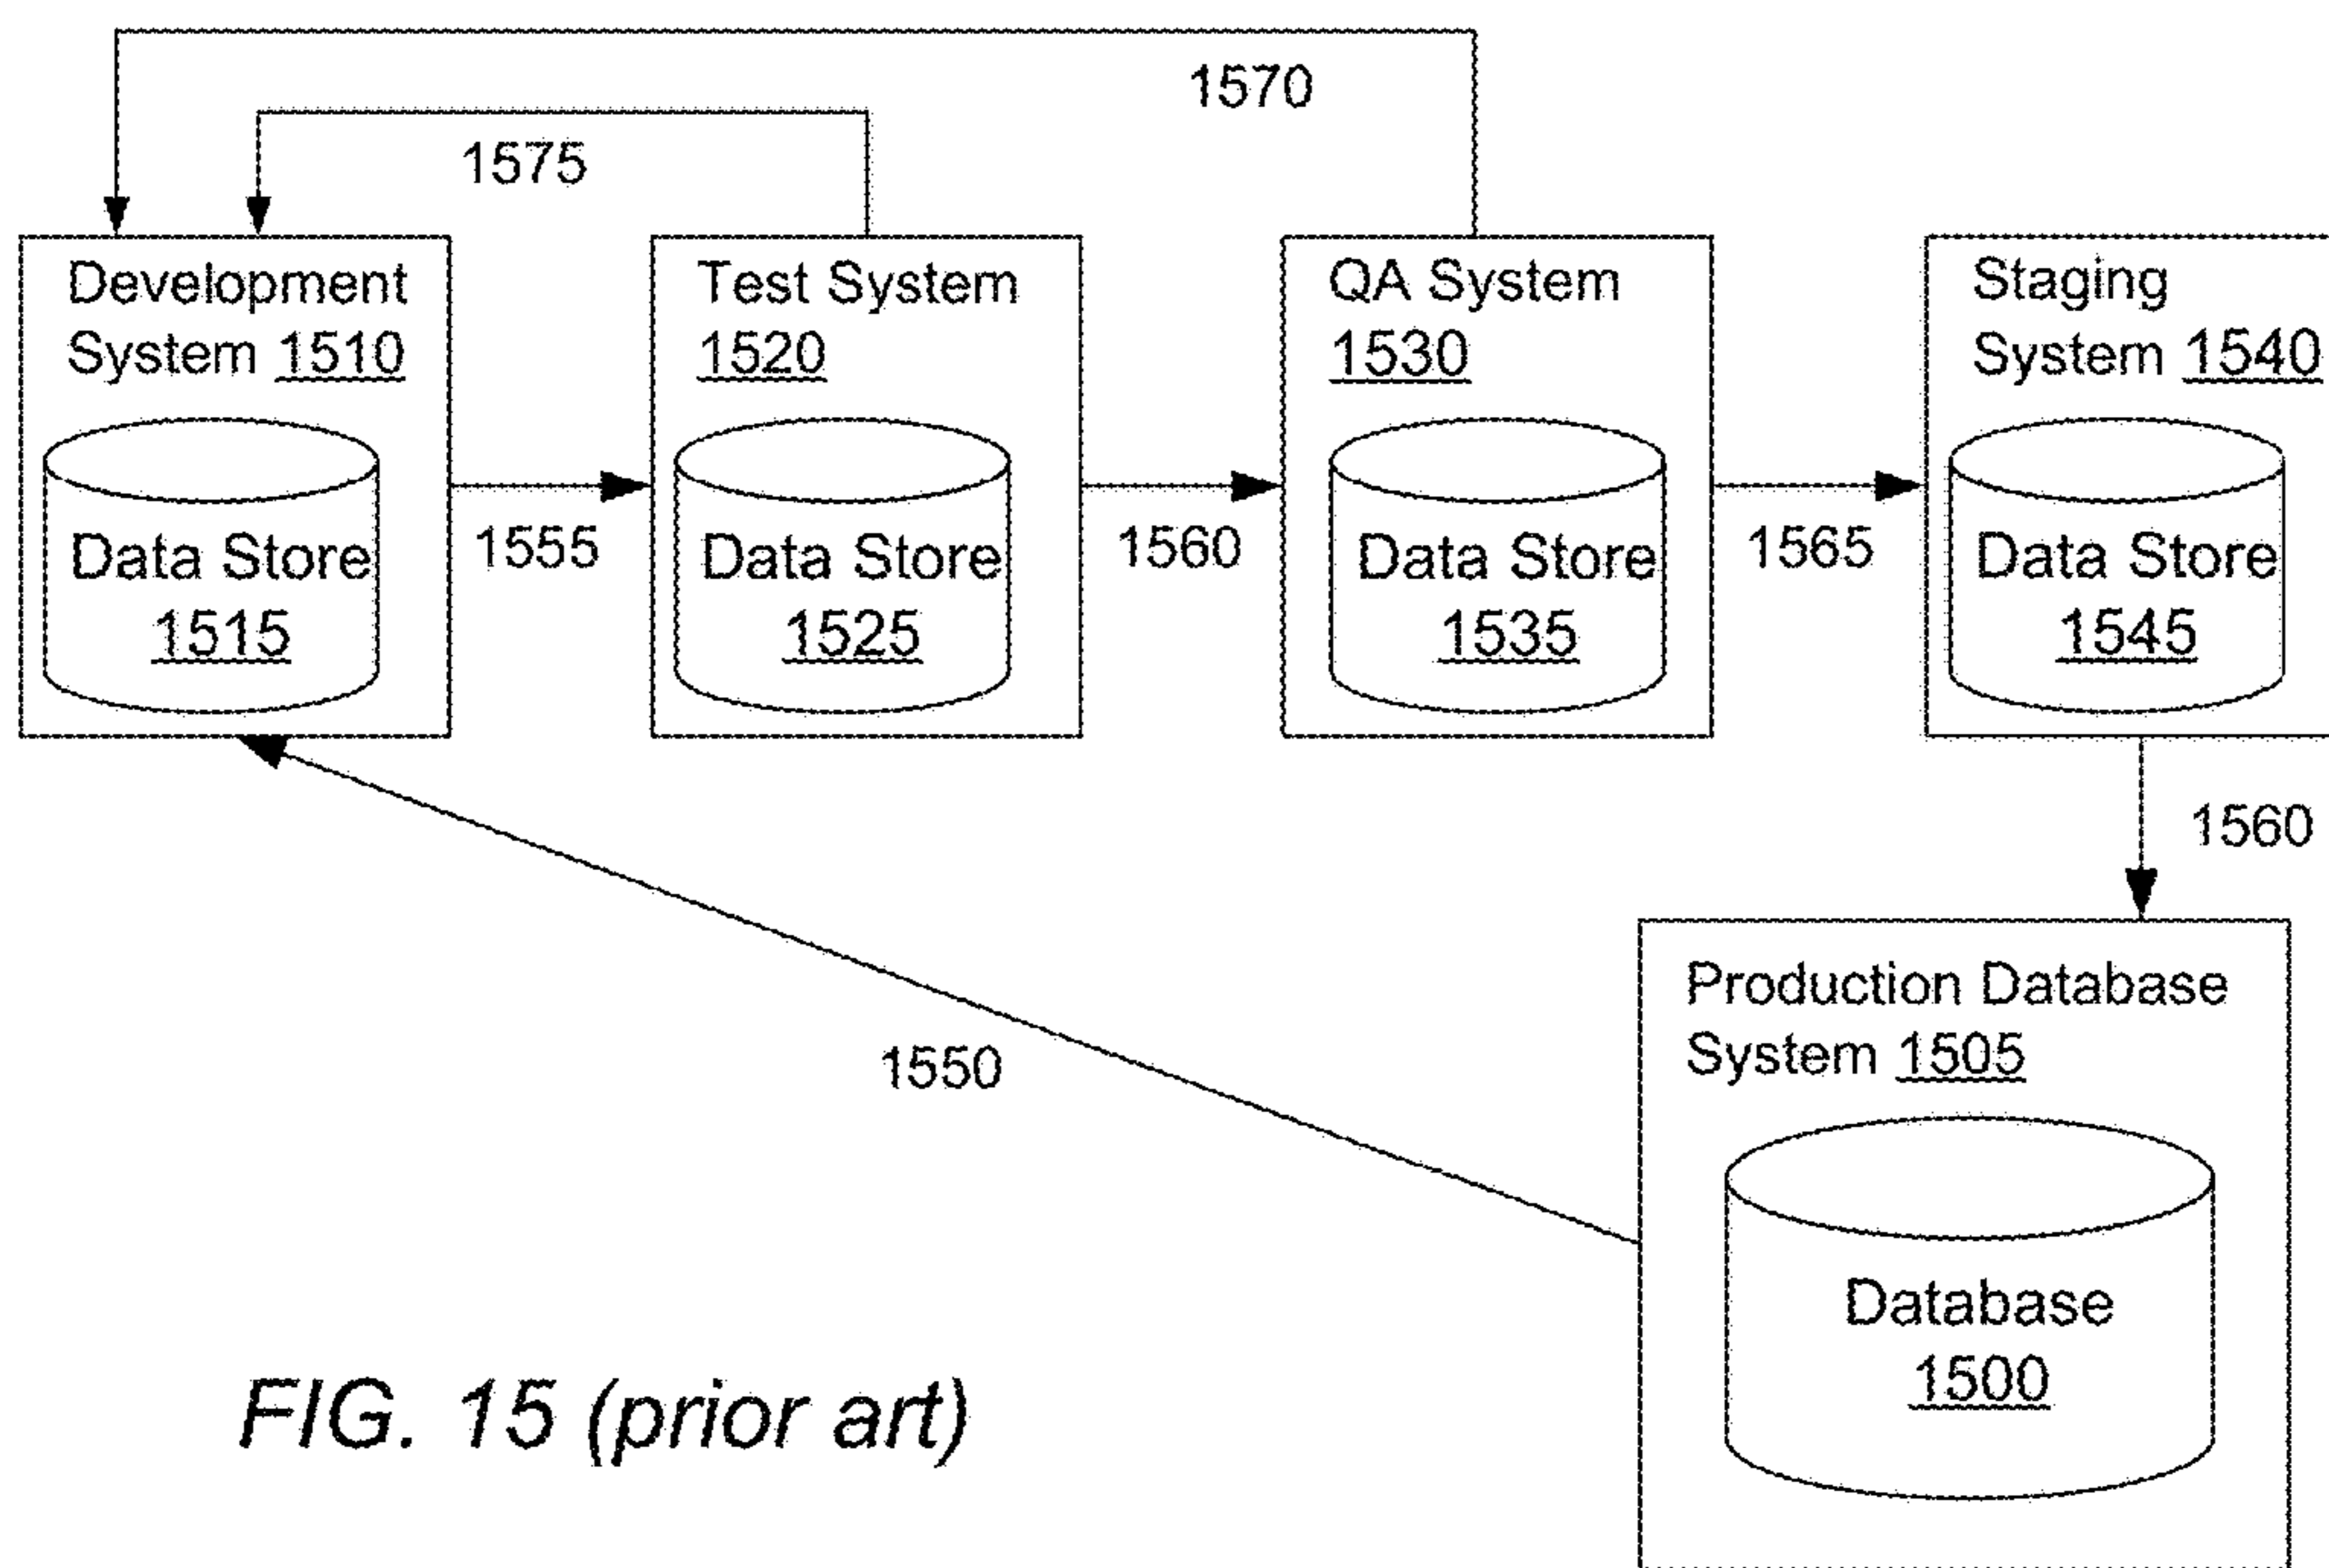 1570
1575
Development
System 1510
Test System
1520
QA System
1530
Staging
System 1540
Data Store
1515
1555
Data Store
1525
1560
Data Store
1535
1565
Data Store
1545
1560
1550
Production Database
System 1505
Database
1500
FIG. 15 (prior art)